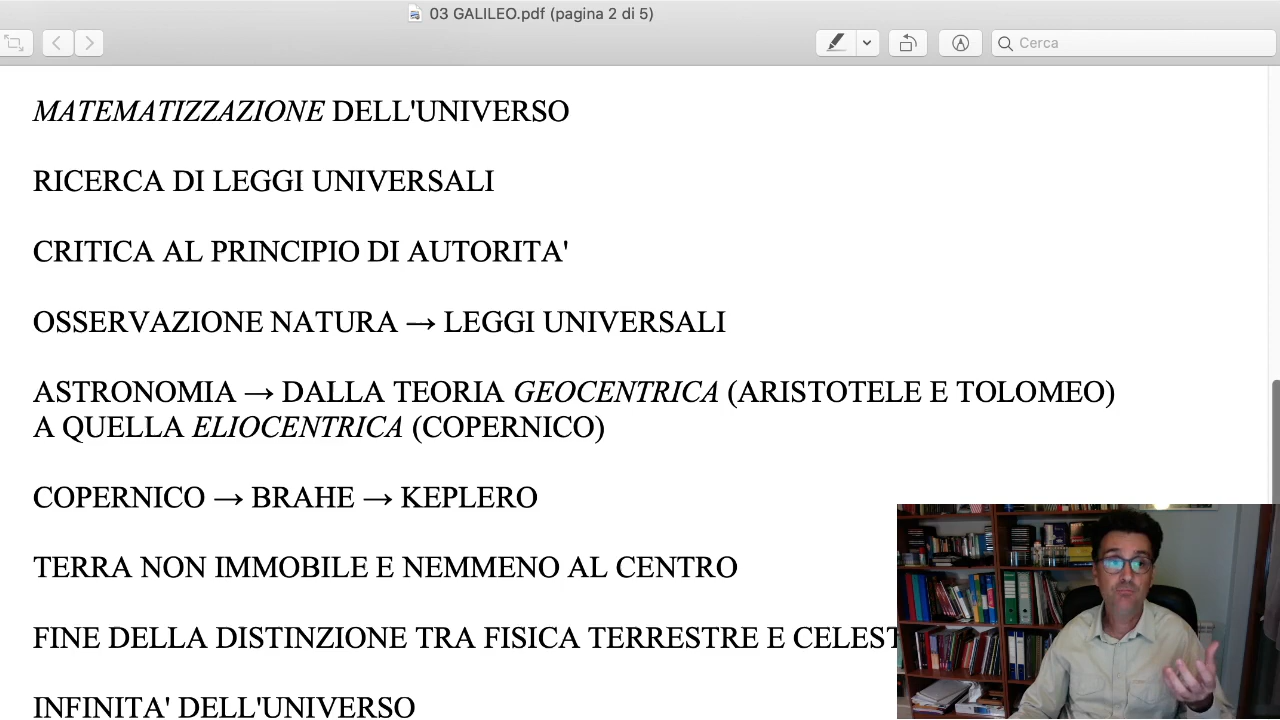 03 GALILEO.pdf (pagina 2 di 5)
Cerca
MATEMATIZZAZIONE DELL'UNIVERSO
RICERCA DI LEGGI UNIVERSALI
CRITICA AL PRINCIPIO DI AUTORITA'
OSSERVAZIONE NATURA → LEGGI UNIVERSALI
ASTRONOMIA → DALLA TEORIA GEOCENTRICA (ARISTOTELE E TOLOMEO)
A QUELLA ELIOCENTRICA (COPERNICO)
COPERNICO → BRAHE → KEPLERO
TERRA NON IMMOBILE E NEMMENO AL CENTRO
FINE DELLA DISTINZIONE TRA FISICA TERRESTRE E CELEST
INFINITA' DELL'UNIVERSO